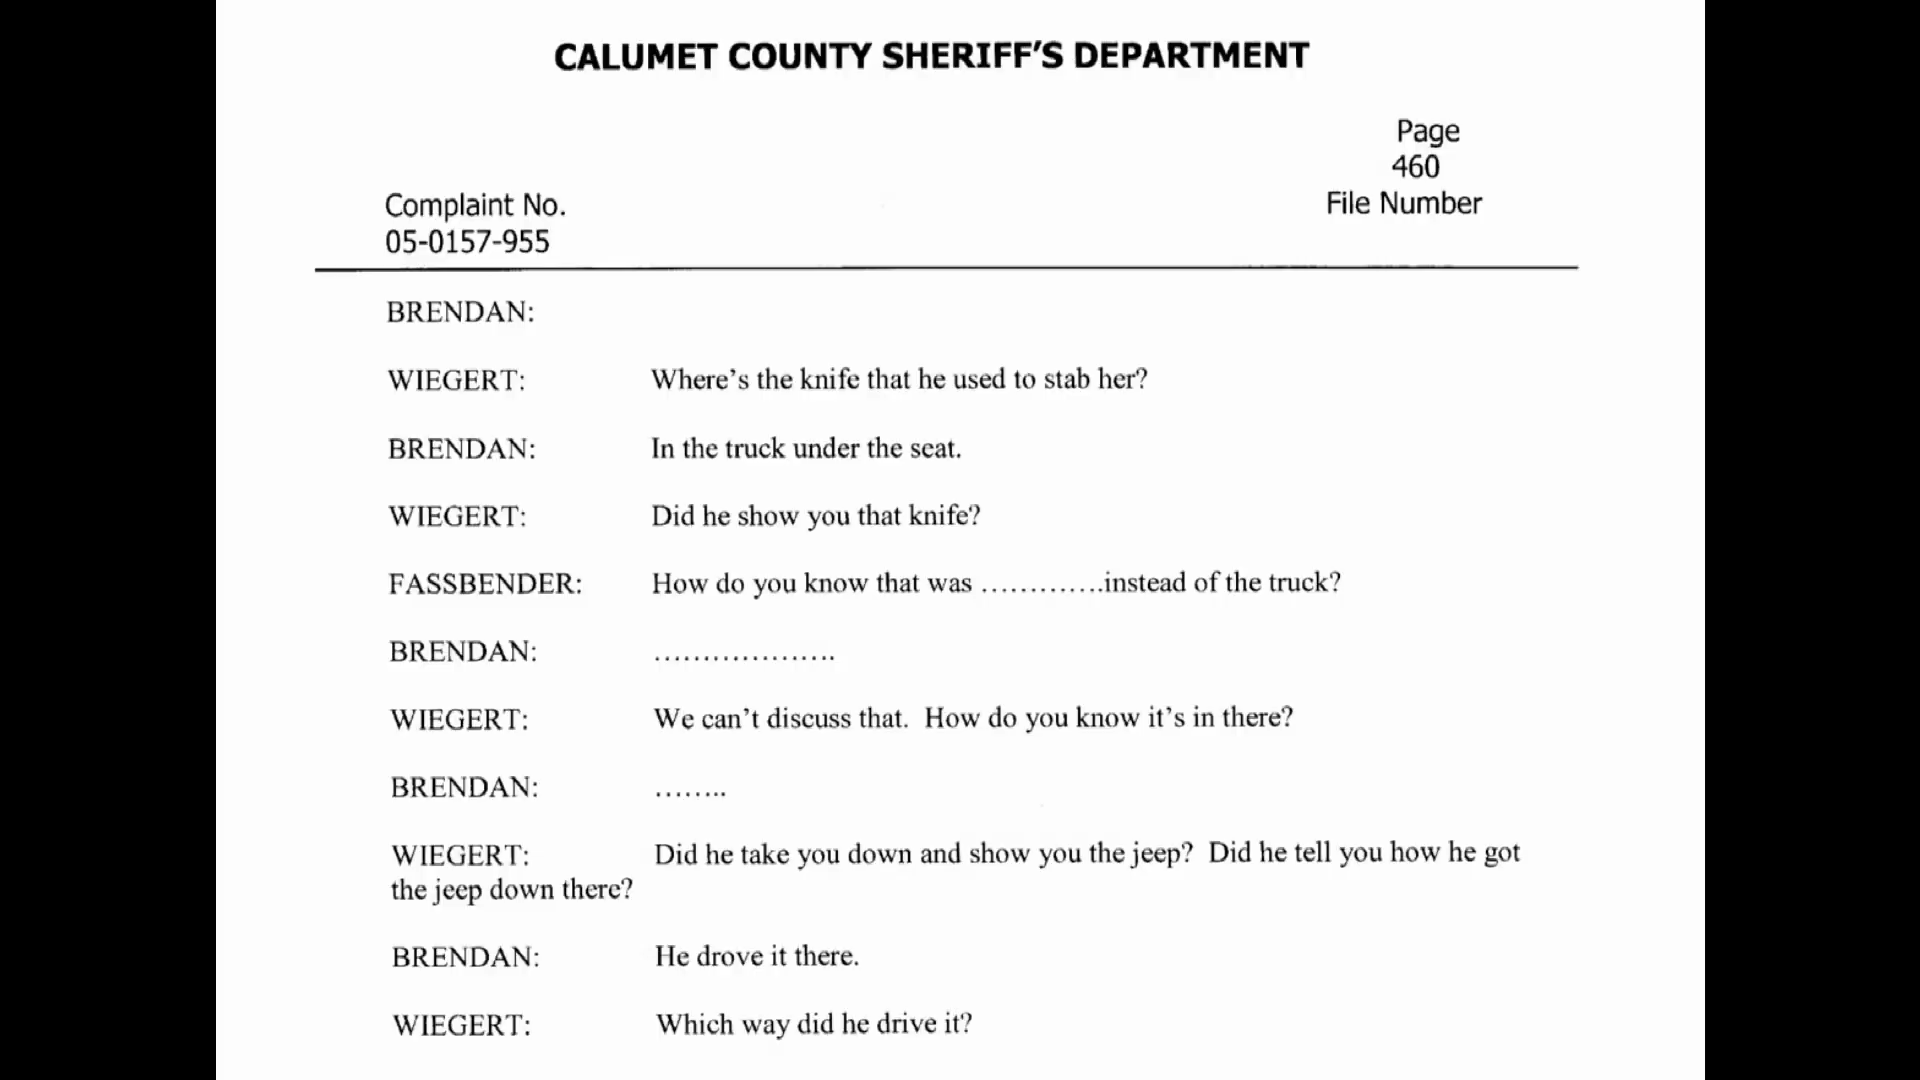 CALUMET COUNTY SHERIFF'S DEPARTMENT
Page
460
Complaint No.
File Number
05-0157-955
BRENDAN:
WIEGERT: Where's the knife that he used to stab her?
BRENDAN: In the truck under the seat.
WIEGERT: Did he show you that knife?
FASSBENDER: How do you know that was .............instead of the truck?
BRENDAN: ...................
WIEGERT: We can't discuss that. How do you know it's in there?
BRENDAN: ........
WIEGERT: Did he take you down and show you the jeep? Did he tell you how he got
the jeep down there?
BRENDAN: He drove it there.
WIEGERT: Which way did he drive it?